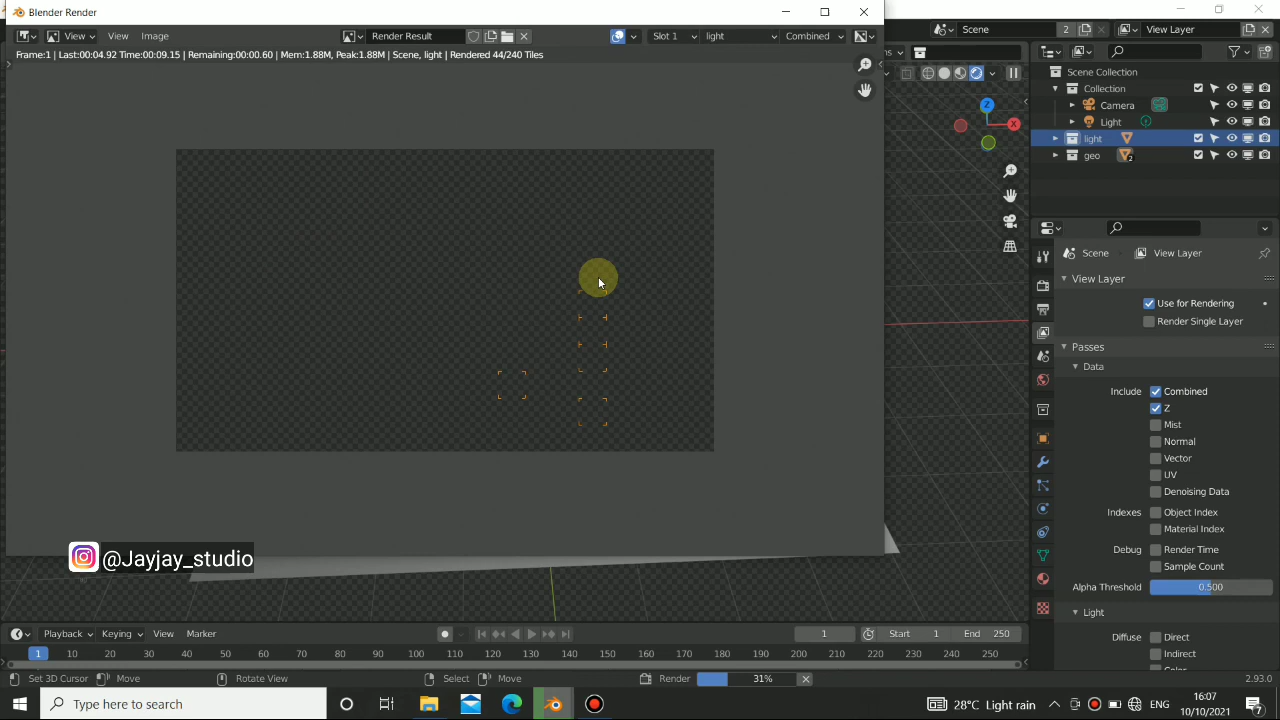 Blender Render
View View Image Render Result Slot 1 light Combined
Frame:1 | Last:00:04.92 Time:00:09.15 | Remaining:00:00.60 | Mem:1.88M, Peak:1.88M | Scene, light | Rendered 44/240 Tiles
Scene 2 View Layer
Scene Collection
Collection
Camera
Light
light
geo 2
Z
X
Scene View Layer
View Layer
Use for Rendering
Render Single Layer
Passes
Data
Include Combined
Z
Mist
Normal
Vector
UV
Denoising Data
Indexes Object Index
Material Index
Debug Render Time
Sample Count
Alpha Threshold 0.500
Light
Diffuse Direct
Indirect
@Jayjay_studio
Playback Keying View Marker 1 Start 1 End 250
1 10 20 30 40 50 60 70 80 90 100 110 120 130 140 150 160 170 180 190 200 210 220 230 240 250
Set 3D Cursor Move Rotate View Select Move Render 31% 2.93.0
Type here to search 28°C Light rain ENG 16:07
10/10/2021 7